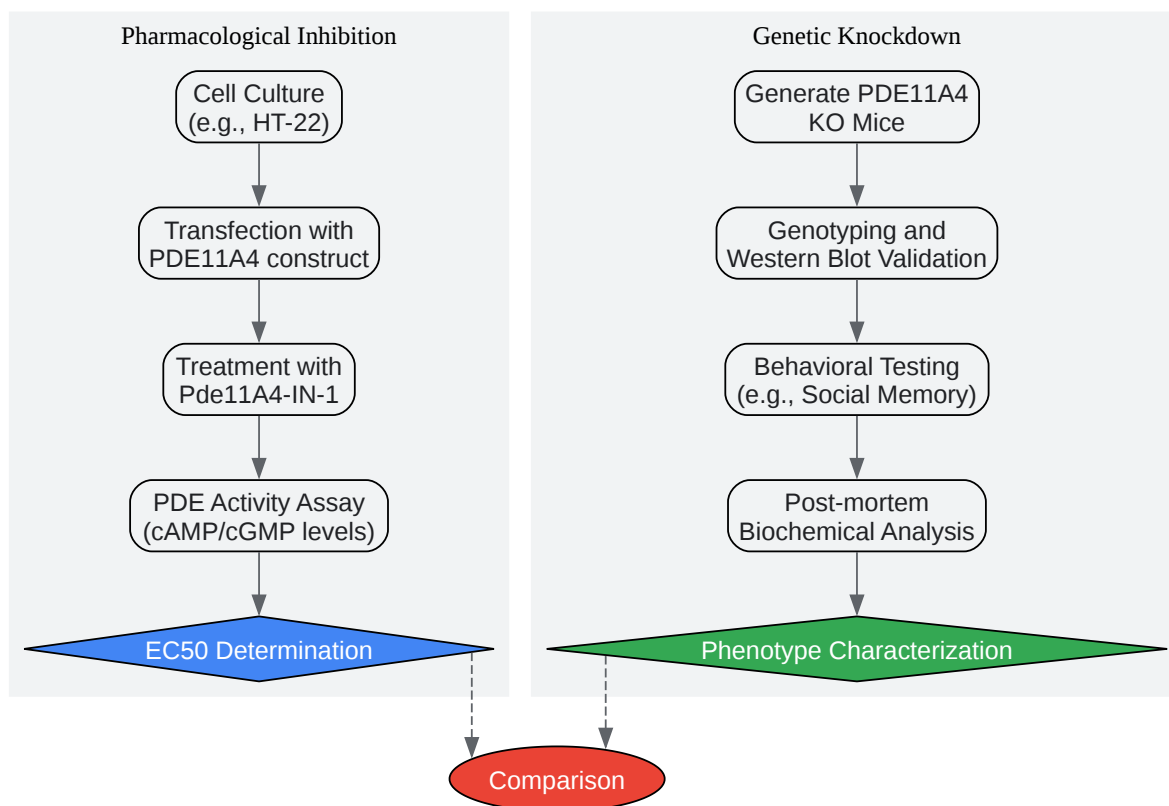 Pharmacological Inhibition
Cell Culture
(e.g., HT-22)
Transfection with
PDE11A4 construct
Treatment with
Pde11A4-IN-1
PDE Activity Assay
(cAMP/cGMP levels)
EC50 Determination
Genetic Knockdown
Generate PDE11A4
KO Mice
Genotyping and
Western Blot Validation
Behavioral Testing
(e.g., Social Memory)
Post-mortem
Biochemical Analysis
Phenotype Characterization
Comparison